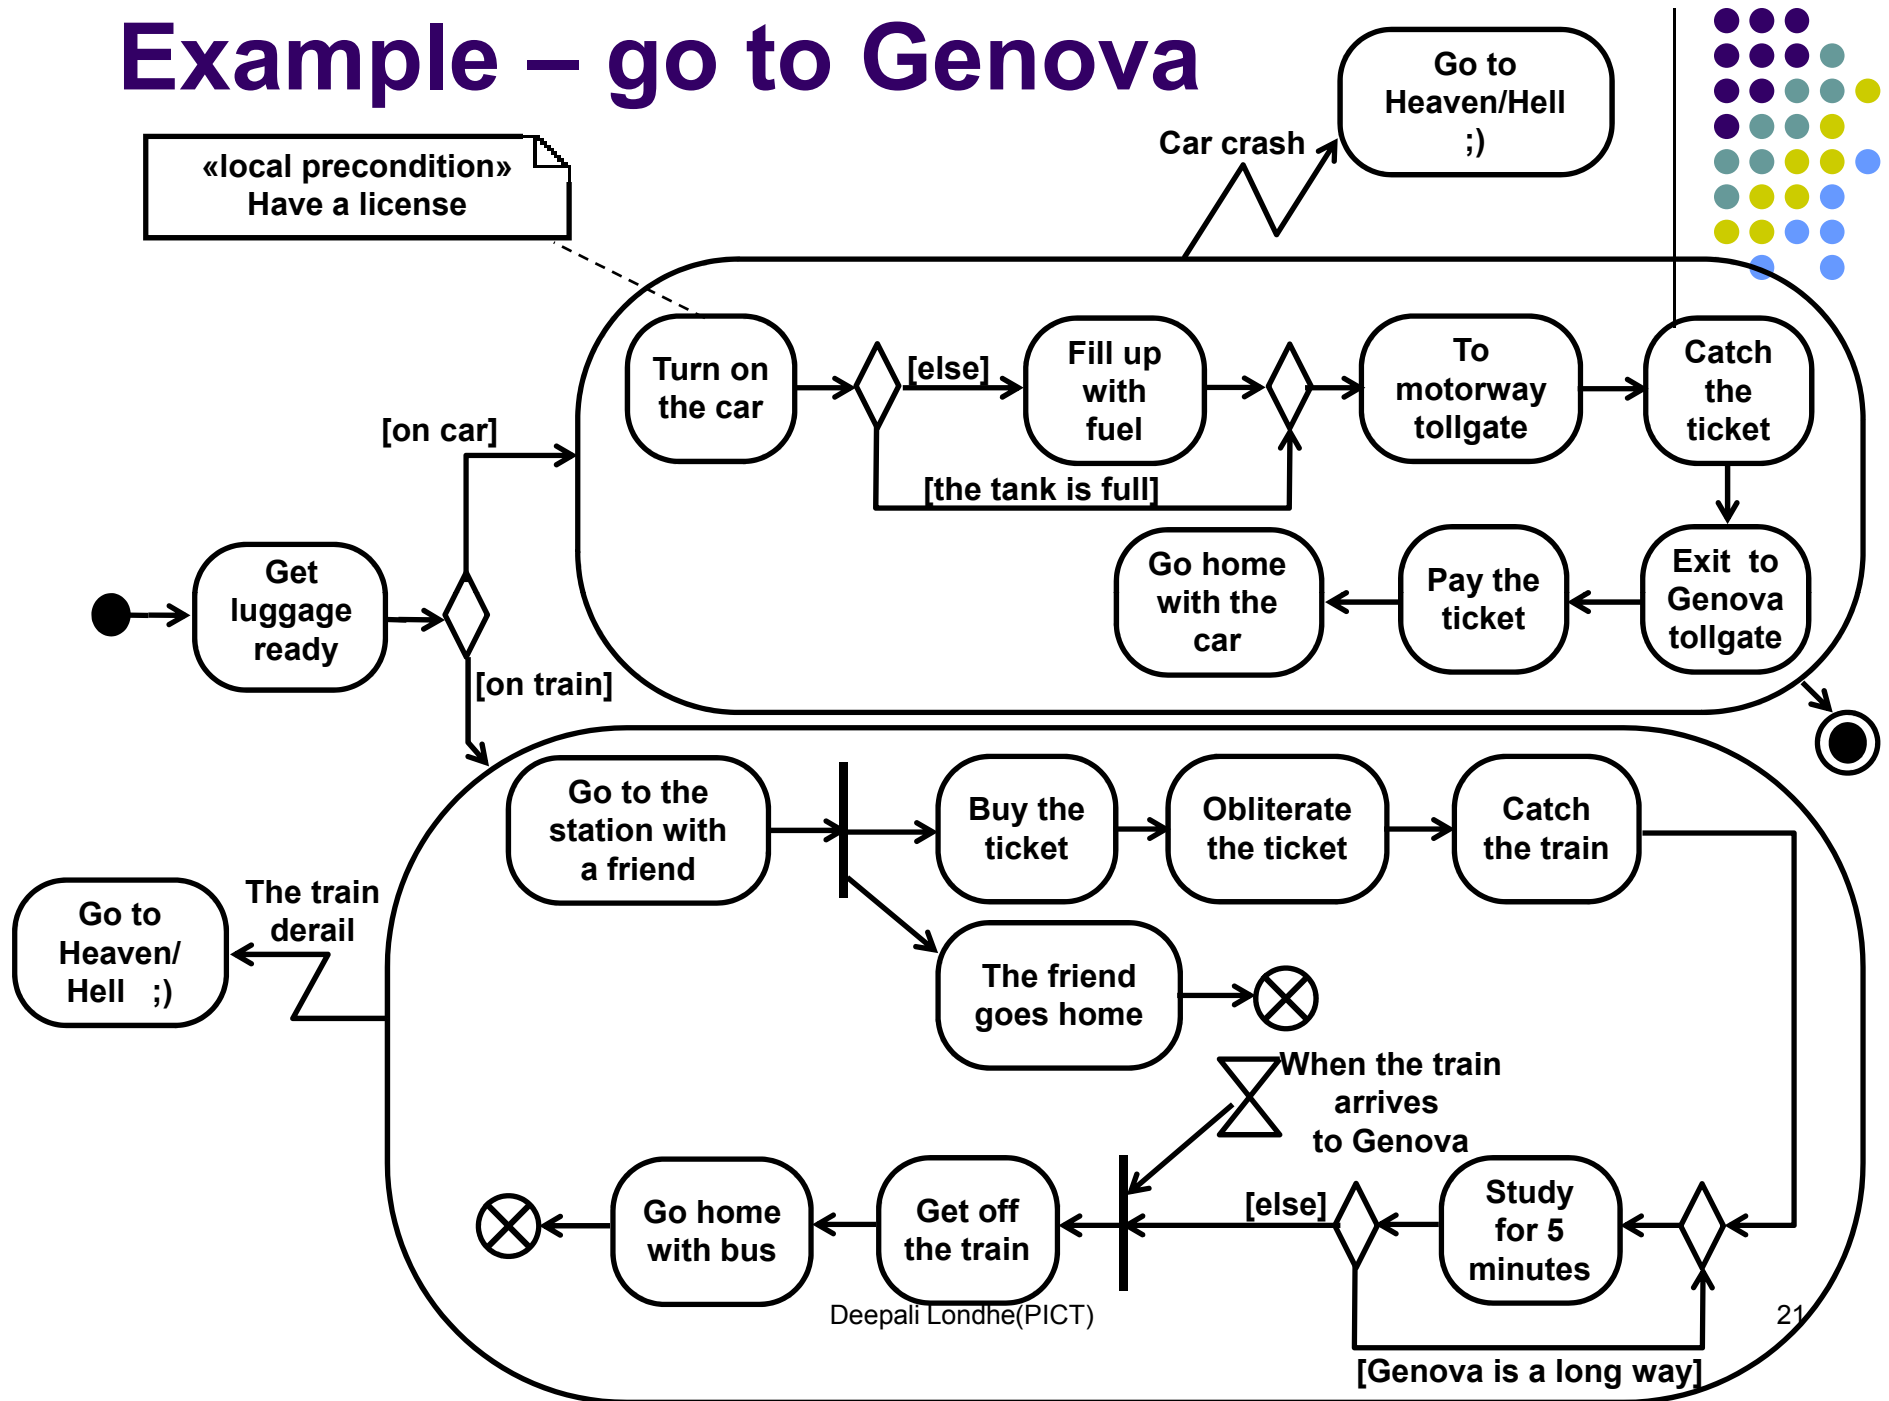 Example – go to Genova
Go to
Heaven/Hell
;)
Car crash
«local precondition»
Have a license
Turn on
the car
[else]
Fill up
with
fuel
To
motorway
tollgate
Catch
the
ticket
[on car]
[the tank is full]
Get
luggage
ready
Go home
with the
car
Pay the
ticket
Exit  to
Genova
tollgate
[on train]
Go to the
station with
a friend
Buy the
ticket
Obliterate
the ticket
Catch
the train
The train
derail
Go to
Heaven/
Hell   ;)
The friend
goes home
When the train
arrives
to Genova
Go home
with bus
Get off
the train
[else]
Study
for 5
minutes
[Genova is a long way]
Deepali Londhe(PICT)
21